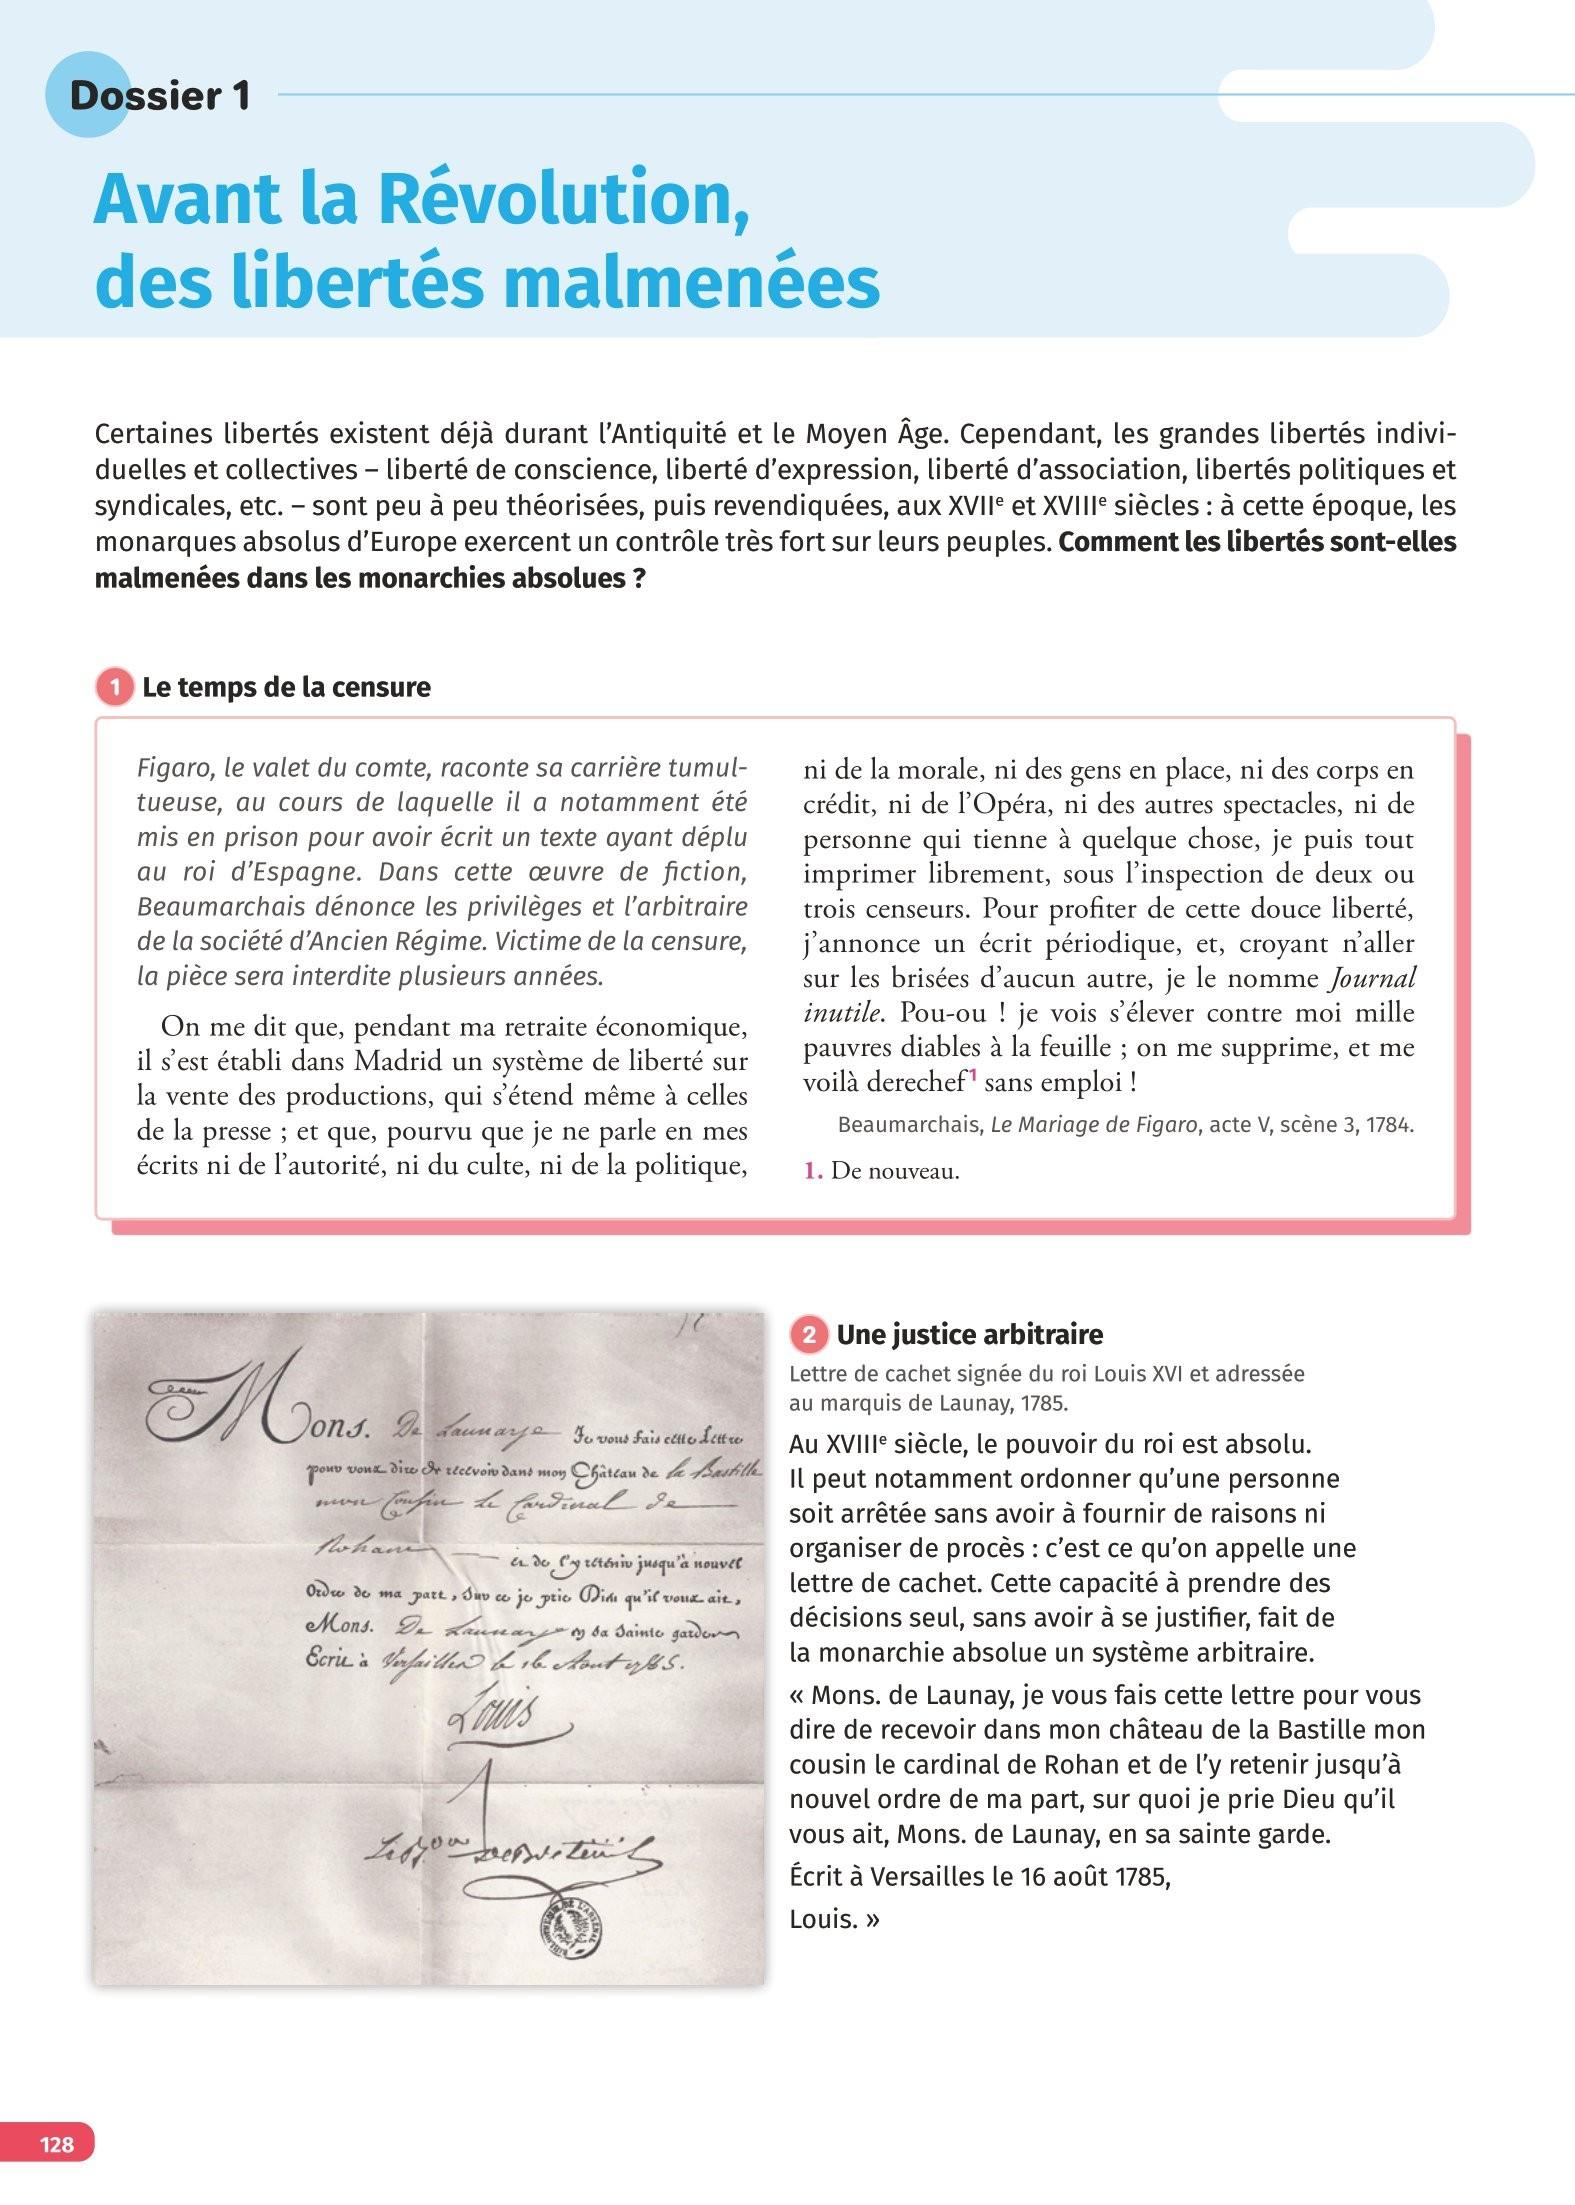 Dossier 1
Avant la Révolution,
des libertés malmenées
Certaines libertés existent déjà durant l’Antiquité et le Moyen Âge. Cependant, les grandes libertés indivi-
duelles et collectives – liberté de conscience, liberté d’expression, liberté d’association, libertés politiques et
syndicales, etc. – sont peu à peu théorisées, puis revendiquées, aux XVIIe et XVIIIe siècles : à cette époque, les
monarques absolus d’Europe exercent un contrôle très fort sur leurs peuples. Comment les libertés sont-elles
malmenées dans les monarchies absolues ?
1 Le temps de la censure
Figaro, le valet du comte, raconte sa carrière tumul-
tueuse, au cours de laquelle il a notamment été
mis en prison pour avoir écrit un texte ayant déplu
au roi d’Espagne. Dans cette œuvre de fiction,
Beaumarchais dénonce les privilèges et l’arbitraire
de la société d’Ancien Régime. Victime de la censure,
la pièce sera interdite plusieurs années.
On me dit que, pendant ma retraite économique,
il s’est établi dans Madrid un système de liberté sur
la vente des productions, qui s’étend même à celles
de la presse ; et que, pourvu que je ne parle en mes
écrits ni de l’autorité, ni du culte, ni de la politique,
ni de la morale, ni des gens en place, ni des corps en
crédit, ni de l’Opéra, ni des autres spectacles, ni de
personne qui tienne à quelque chose, je puis tout
imprimer librement, sous l’inspection de deux ou
trois censeurs. Pour profiter de cette douce liberté,
j’annonce un écrit périodique, et, croyant n’aller
sur les brisées d’aucun autre, je le nomme Journal
inutile. Pou-ou ! je vois s’élever contre moi mille
pauvres diables à la feuille ; on me supprime, et me
voilà derechef1 sans emploi !
Beaumarchais, Le Mariage de Figaro, acte V, scène 3, 1784.
1. De nouveau.
Mons. De Launaye Je vous fais cette Lettre
pour vous dire de recevoir dans mon Château de la Bastille
mon Cousin le Cardinal de
Rohan et de l'y retenir jusqu'à nouvel
Ordre de ma part, Sur ce je prie Dieu qu'il vous ait,
Mons. De Launaye en sa sainte garde
Ecrit à Versailles le 16 Aout 1785.
Louis
Le Bon De Breteuil
BIBLIOTHÈQUE DE L'ARSENAL
2 Une justice arbitraire
Lettre de cachet signée du roi Louis XVI et adressée
au marquis de Launay, 1785.
Au XVIIIe siècle, le pouvoir du roi est absolu.
Il peut notamment ordonner qu’une personne
soit arrêtée sans avoir à fournir de raisons ni
organiser de procès : c’est ce qu’on appelle une
lettre de cachet. Cette capacité à prendre des
décisions seul, sans avoir à se justifier, fait de
la monarchie absolue un système arbitraire.
« Mons. de Launay, je vous fais cette lettre pour vous
dire de recevoir dans mon château de la Bastille mon
cousin le cardinal de Rohan et de l’y retenir jusqu’à
nouvel ordre de ma part, sur quoi je prie Dieu qu’il
vous ait, Mons. de Launay, en sa sainte garde.
Écrit à Versailles le 16 août 1785,
Louis. »
128